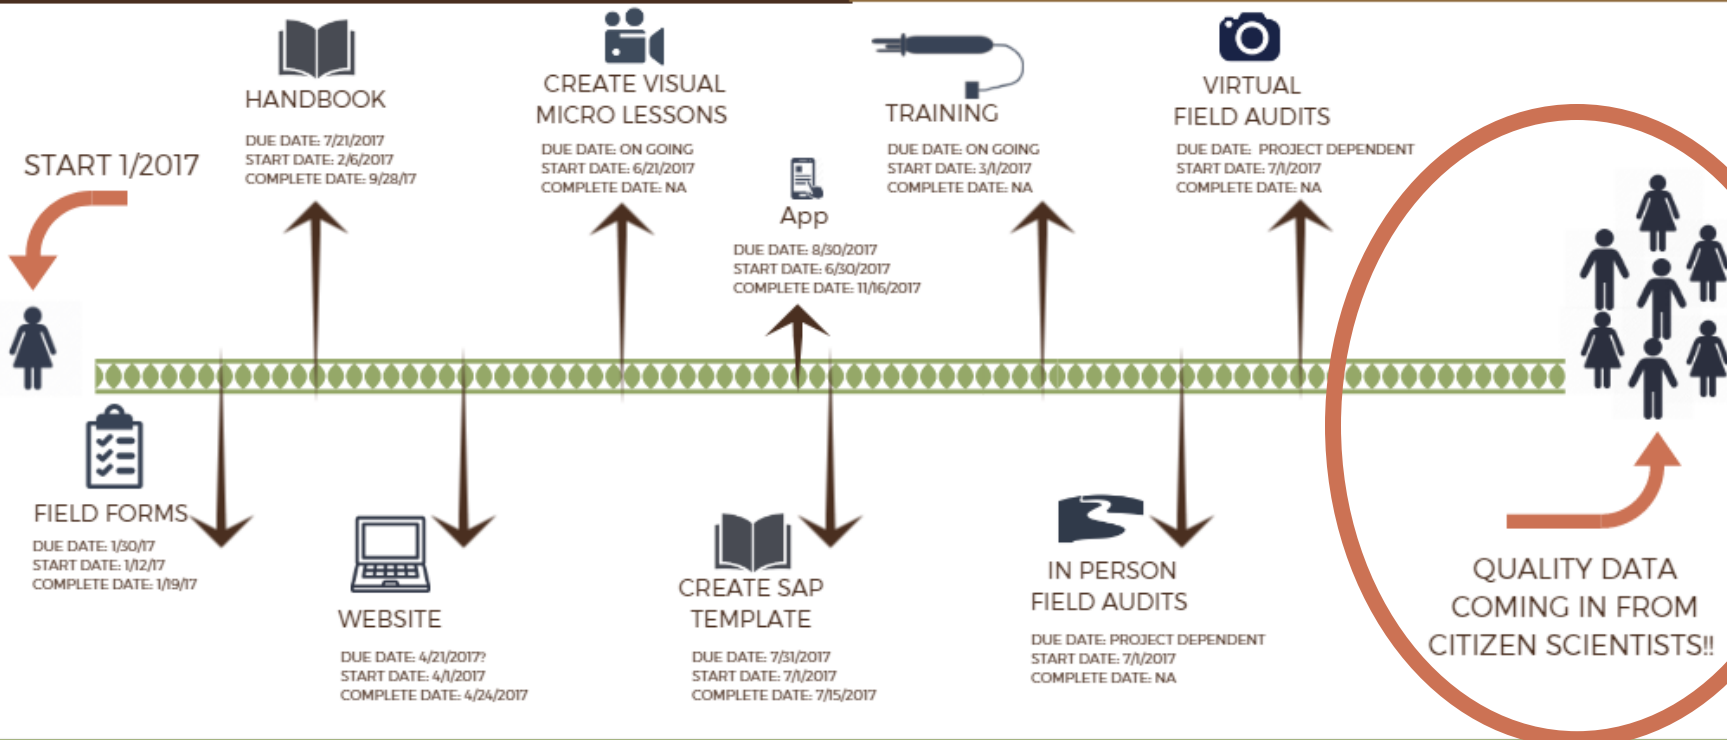 START 1/2017
HANDBOOK
DUE DATE: 7/21/2017
START DATE: 2/6/2017
COMPLETE DATE: 9/28/17
CREATE VISUAL
MICRO LESSONS
DUE DATE: ON GOING
START DATE: 6/21/2017
COMPLETE DATE: NA
App
DUE DATE: 8/30/2017
START DATE: 6/30/2017
COMPLETE DATE: 11/16/2017
TRAINING
DUE DATE: ON GOING
START DATE: 3/1/2017
COMPLETE DATE: NA
VIRTUAL
FIELD AUDITS
DUE DATE: PROJECT DEPENDENT
START DATE: 7/1/2017
COMPLETE DATE: NA
FIELD FORMS
DUE DATE: 1/30/17
START DATE: 1/12/17
COMPLETE DATE: 1/19/17
WEBSITE
DUE DATE: 4/21/2017?
START DATE: 4/1/2017
COMPLETE DATE: 4/24/2017
CREATE SAP
TEMPLATE
DUE DATE: 7/31/2017
START DATE: 7/1/2017
COMPLETE DATE: 7/15/2017
IN PERSON
FIELD AUDITS
DUE DATE: PROJECT DEPENDENT
START DATE: 7/1/2017
COMPLETE DATE: NA
QUALITY DATA
COMING IN FROM
CITIZEN SCIENTISTS!!